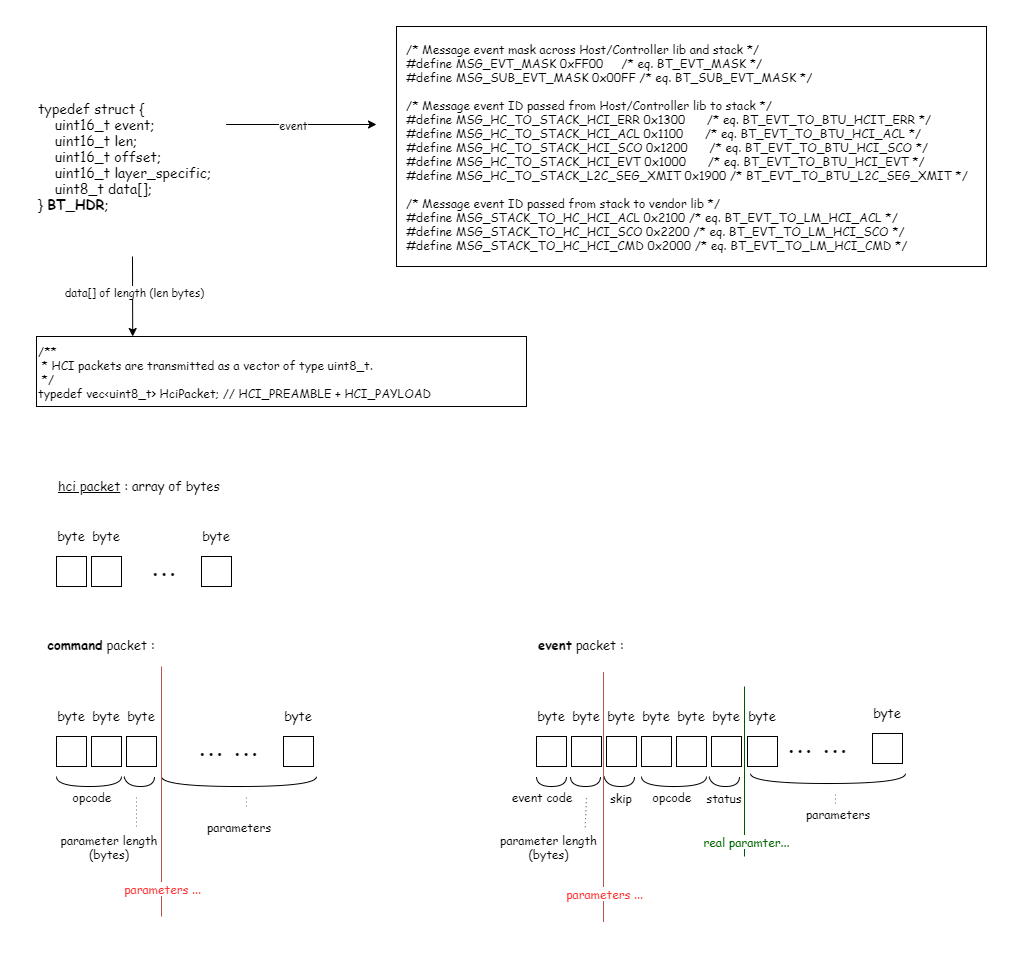 /* Message event mask across Host/Controller lib and stack */
#define MSG_EVT_MASK 0xFF00 /* eq. BT_EVT_MASK */
#define MSG_SUB_EVT_MASK 0x00FF /* eq. BT_SUB_EVT_MASK */
/* Message event ID passed from Host/Controller lib to stack */
#define MSG_HC_TO_STACK_HCI_ERR 0x1300 /* eq. BT_EVT_TO_BTU_HCIT_ERR */
#define MSG_HC_TO_STACK_HCI_ACL 0x1100 /* eq. BT_EVT_TO_BTU_HCI_ACL */
#define MSG_HC_TO_STACK_HCI_SCO 0x1200 /* eq. BT_EVT_TO_BTU_HCI_SCO */
#define MSG_HC_TO_STACK_HCI_EVT 0x1000 /* eq. BT_EVT_TO_BTU_HCI_EVT */
#define MSG_HC_TO_STACK_L2C_SEG_XMIT 0x1900 /* BT_EVT_TO_BTU_L2C_SEG_XMIT */
/* Message event ID passed from stack to vendor lib */
#define MSG_STACK_TO_HC_HCI_ACL 0x2100 /* eq. BT_EVT_TO_LM_HCI_ACL */
#define MSG_STACK_TO_HC_HCI_SCO 0x2200 /* eq. BT_EVT_TO_LM_HCI_SCO */
#define MSG_STACK_TO_HC_HCI_CMD 0x2000 /* eq. BT_EVT_TO_LM_HCI_CMD */
typedef struct {
uint16_t event;
uint16_t len;
uint16_t offset;
uint16_t layer_specific;
uint8_t data[];
} BT_HDR;
event
data[] of length (len bytes)
/**
* HCI packets are transmitted as a vector of type uint8_t.
*/
typedef vec<uint8_t> HciPacket; // HCI_PREAMBLE + HCI_PAYLOAD
hci packet : array of bytes
byte byte byte
...
command packet :
byte byte byte byte
... ...
opcode
parameter length
(bytes)
parameters
parameters ...
event packet :
byte byte byte byte byte byte byte byte
... ...
event code skip opcode status
parameter length
(bytes)
parameters
real paramter...
parameters ...